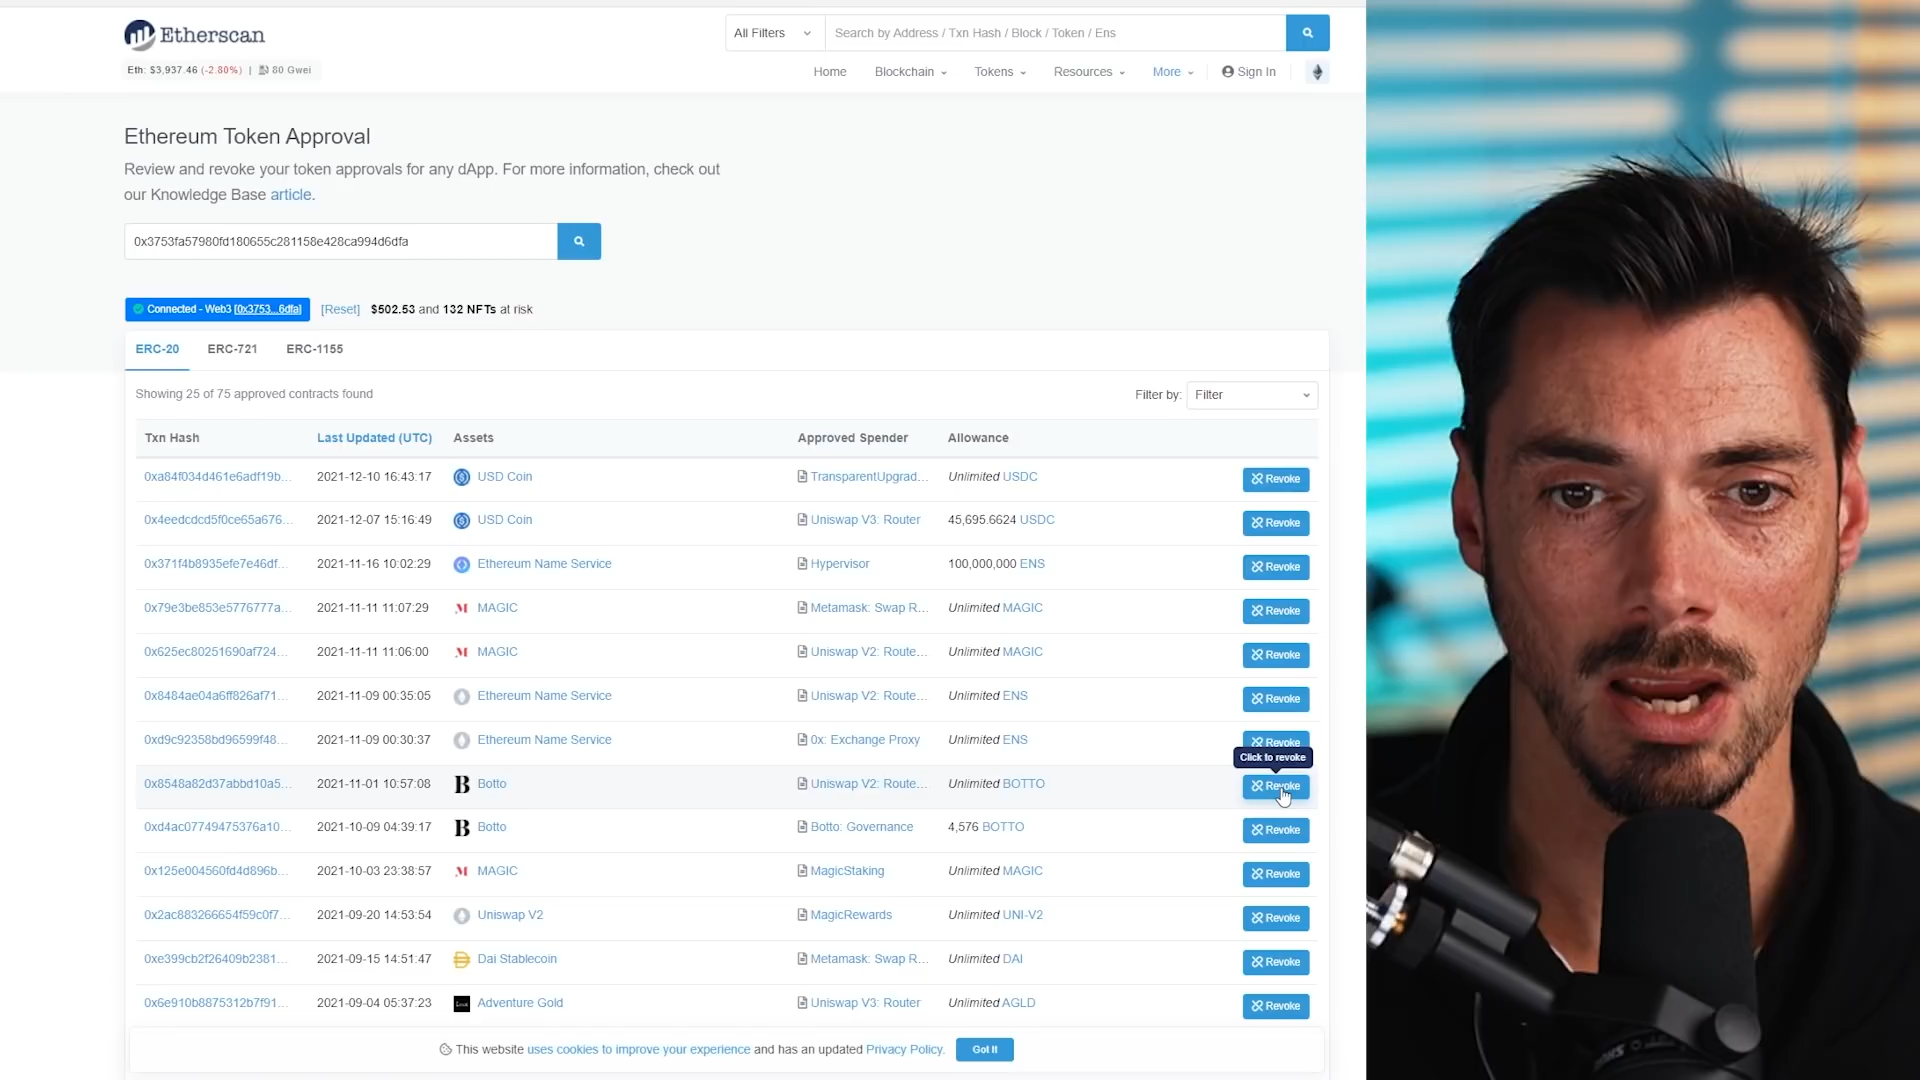 Etherscan
All Filters
Search by Address / Txn Hash / Block / Token / Ens
Eth: $3,937.46 (-2.80%) | 80 Gwei
Home Blockchain Tokens Resources More Sign In
Ethereum Token Approval
Review and revoke your token approvals for any dApp. For more information, check out
our Knowledge Base article.
0x3753fa57980fd180655c281158e428ca994d6dfa
Connected - Web3 [0x3753...6dfa] [Reset] $502.53 and 132 NFTs at risk
ERC-20 ERC-721 ERC-1155
Showing 25 of 75 approved contracts found
Filter by: Filter
Txn Hash Last Updated (UTC) Assets Approved Spender Allowance
0xa84f034d461e6adf19b... 2021-12-10 16:43:17 USD Coin TransparentUpgrad... Unlimited USDC Revoke
0x4eedcdcd5f0ce65a676... 2021-12-07 15:16:49 USD Coin Uniswap V3: Router 45,695.6624 USDC Revoke
0x371f4b8935efe7e46df... 2021-11-16 10:02:29 Ethereum Name Service Hypervisor 100,000,000 ENS Revoke
0x79e3be853e5776777a... 2021-11-11 11:07:29 MAGIC Metamask: Swap R... Unlimited MAGIC Revoke
0x625ec80251690af724... 2021-11-11 11:06:00 MAGIC Uniswap V2: Route... Unlimited MAGIC Revoke
0x8484ae04a6ff826af71... 2021-11-09 00:35:05 Ethereum Name Service Uniswap V2: Route... Unlimited ENS Revoke
0xd9c92358bd96599f48... 2021-11-09 00:30:37 Ethereum Name Service 0x: Exchange Proxy Unlimited ENS Revoke
Click to revoke
0x8548a82d37abbd10a5... 2021-11-01 10:57:08 Botto Uniswap V2: Route... Unlimited BOTTO Revoke
0xd4ac07749475376a10... 2021-10-09 04:39:17 Botto Botto: Governance 4,576 BOTTO Revoke
0x125e004560fd4d896b... 2021-10-03 23:38:57 MAGIC MagicStaking Unlimited MAGIC Revoke
0x2ac883266654f59c0f7... 2021-09-20 14:53:54 Uniswap V2 MagicRewards Unlimited UNI-V2 Revoke
0xe399cb2f26409b2381... 2021-09-15 14:51:47 Dai Stablecoin Metamask: Swap R... Unlimited DAI Revoke
0x6e910b8875312b7f91... 2021-09-04 05:37:23 Adventure Gold Uniswap V3: Router Unlimited AGLD Revoke
This website uses cookies to improve your experience and has an updated Privacy Policy. Got It